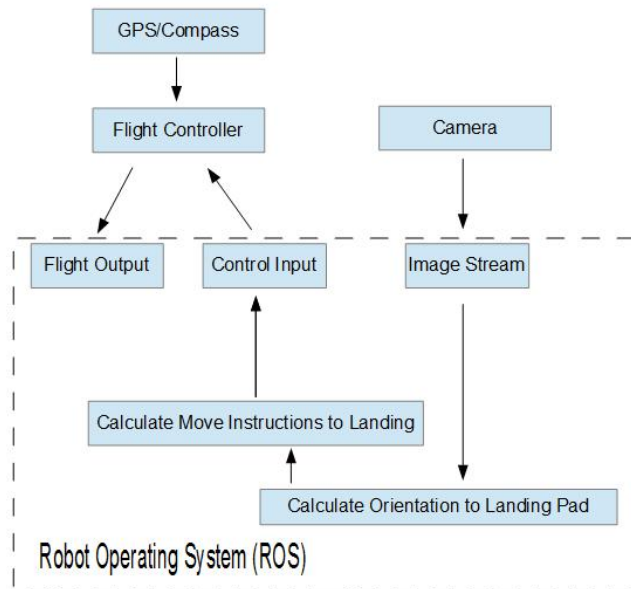 GPS/Compass
Flight Controller
Camera
Flight Output
Control Input
Image Stream
Calculate Move Instructions to Landing
Calculate Orientation to Landing Pad
Robot Operating System (ROS)